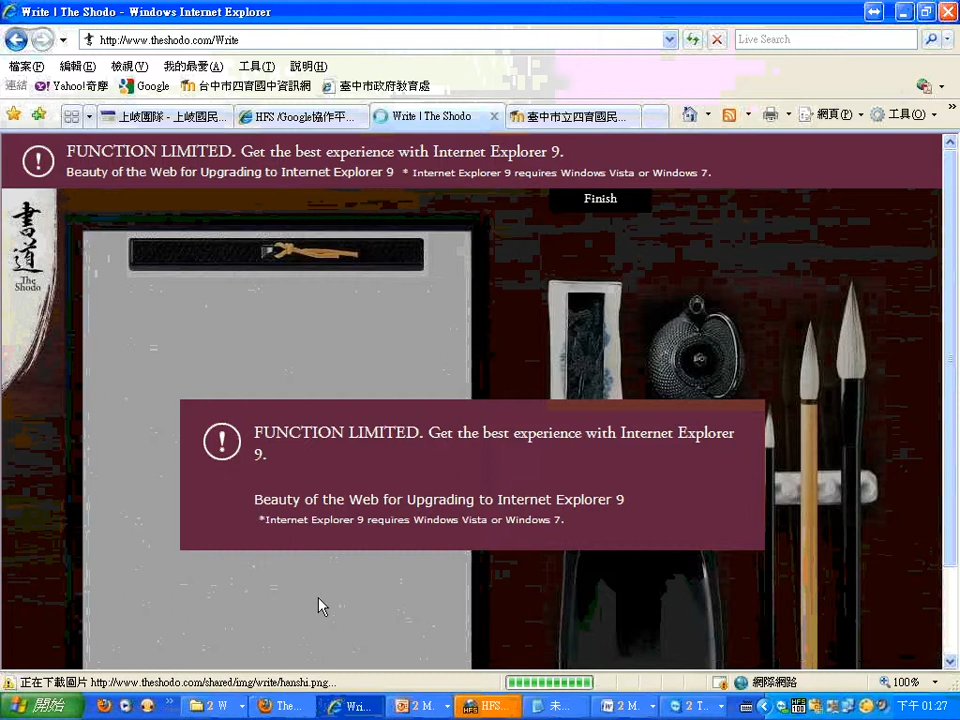 Write | The Shodo - Windows Internet Explorer
http://www.theshodo.com/Write
Live Search
檔案(F) 編輯(E) 檢視(V) 我的最愛(A) 工具(T) 說明(H)
連結 Yahoo!奇摩 Google 台中市四育國中資訊網 臺中市政府教育處
上岐團隊 - 上岐國民... HFS /Google協作平... Write | The Shodo 臺中市立四育國民...
網頁(P) 工具(O)
FUNCTION LIMITED. Get the best experience with Internet Explorer 9.
Beauty of the Web for Upgrading to Internet Explorer 9 * Internet Explorer 9 requires Windows Vista or Windows 7.
Finish
書道
The
Shodo
FUNCTION LIMITED. Get the best experience with Internet Explorer
9.
Beauty of the Web for Upgrading to Internet Explorer 9
*Internet Explorer 9 requires Windows Vista or Windows 7.
正在下載圖片 http://www.theshodo.com/shared/img/write/hanshi.png...
網際網路 100%
開始 2 W The... Wri... 2 M. HFS... 未... 2 M. 2 T. 下午 01:27